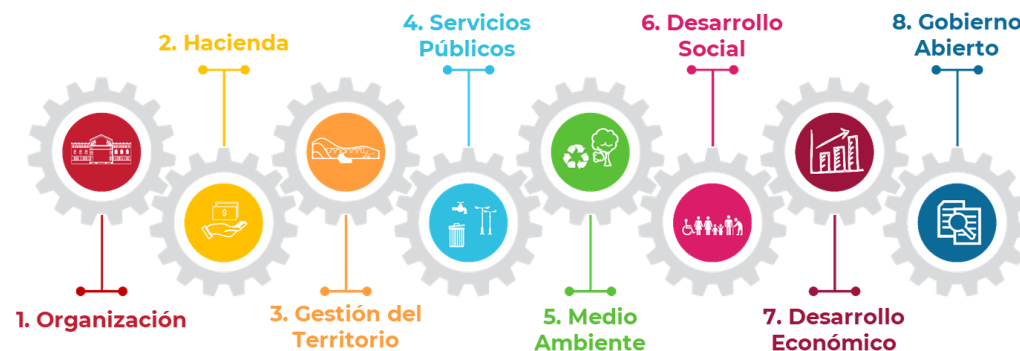 1. Organización
2. Hacienda
3. Gestión del
Territorio
4. Servicios
Públicos
5. Medio
Ambiente
6. Desarrollo
Social
7. Desarrollo
Económico
8. Gobierno
Abierto
$